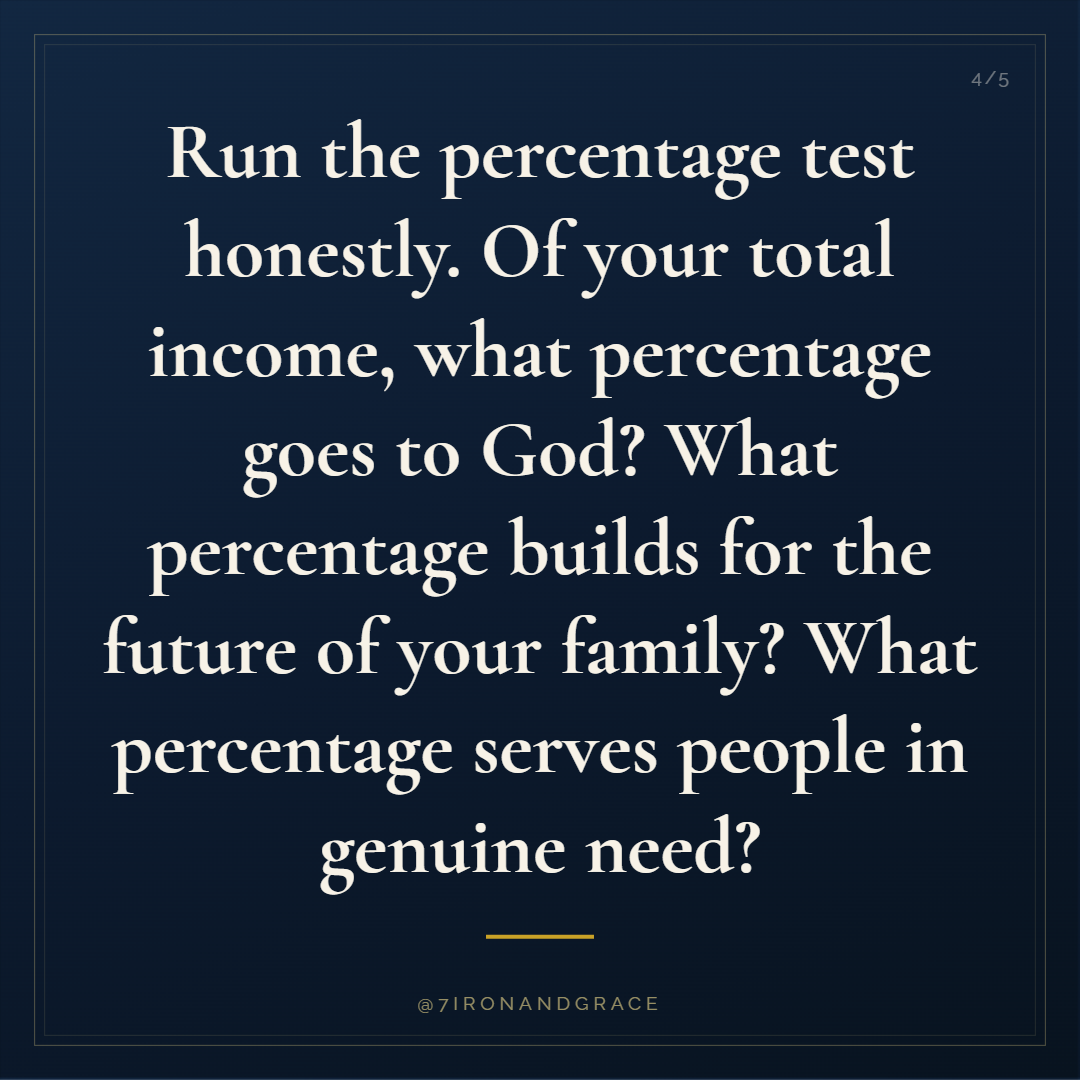 4/5
Run the percentage test
honestly. Of your total
income, what percentage
goes to God? What
percentage builds for the
future of your family? What
percentage serves people in
genuine need?
@7IRONANDGRACE